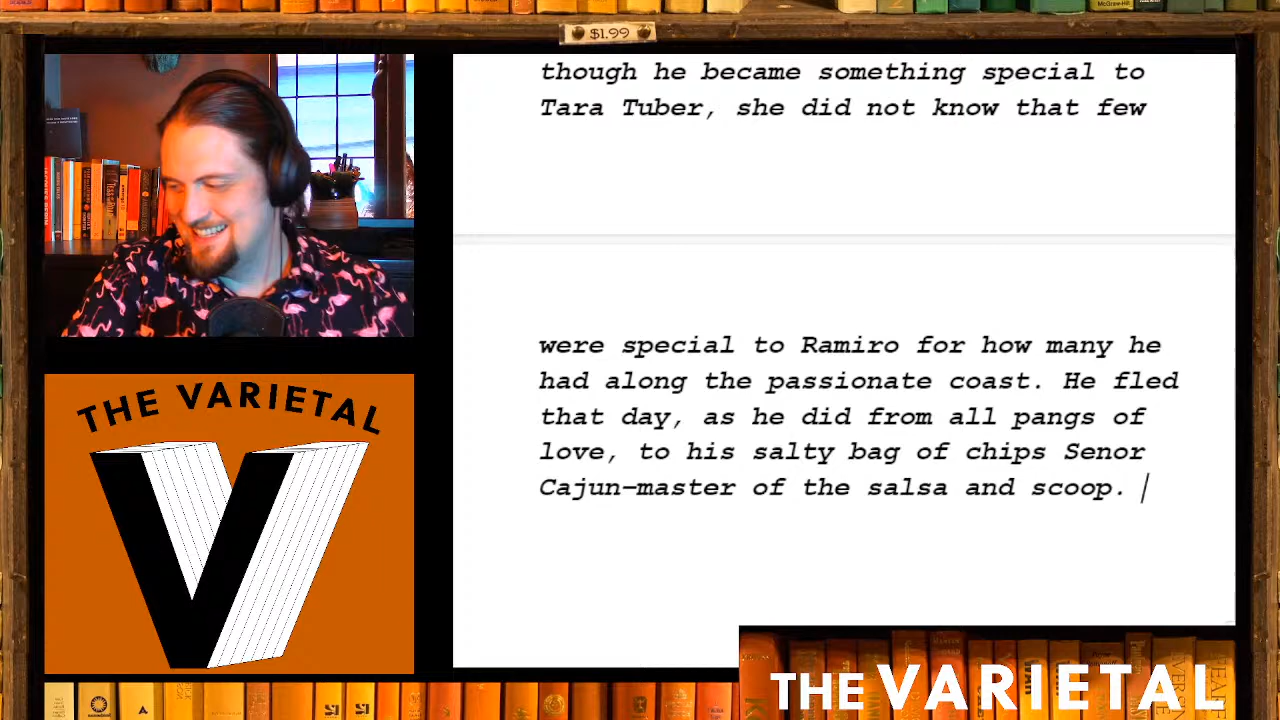 $1.99
though he became something special to
Tara Tuber, she did not know that few
were special to Ramiro for how many he
had along the passionate coast. He fled
that day, as he did from all pangs of
love, to his salty bag of chips Senor
Cajun-master of the salsa and scoop.
THE VARIETAL
V
THE VARIETAL